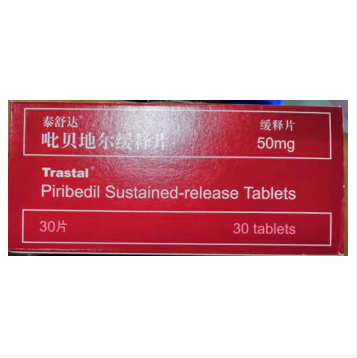 泰舒达®
缓释片
吡贝地尔缓释片
50mg
Trastal®
Piribedil Sustained-release Tablets
30片
30 tablets